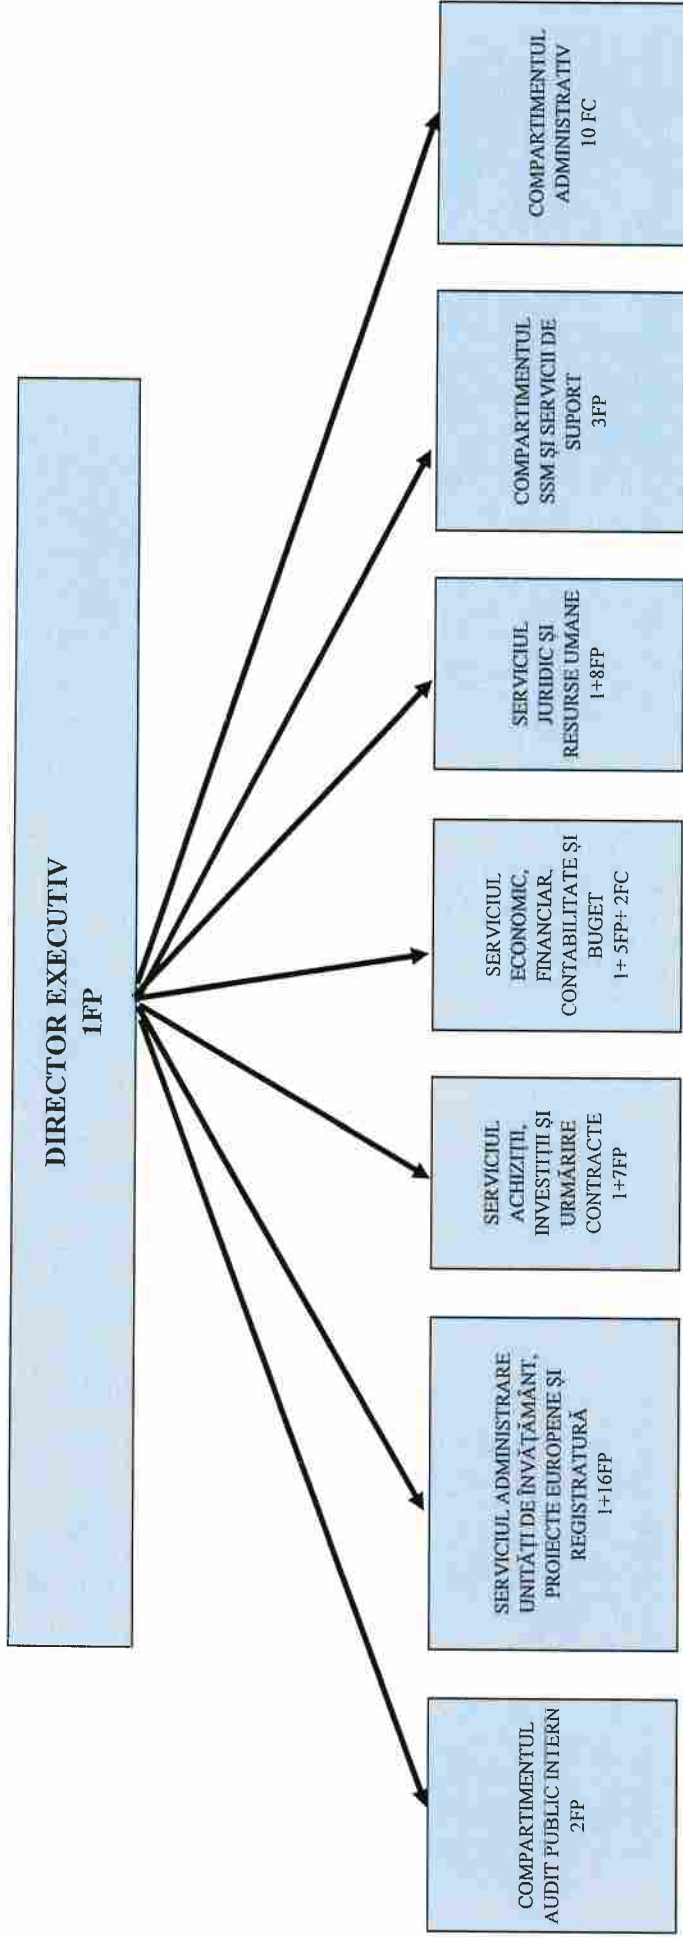 DIRECTOR EXECUTIV
1FP
COMPARTIMENTUL
AUDIT PUBLIC INTERN
2FP
SERVICIUL ADMINISTRARE
UNITĂȚI DE ÎNVĂȚĂMÂNT,
PROIECTE EUROPENE ȘI
REGISTRATURĂ
1+16FP
SERVICIUL
ACHIZIȚII,
INVESTIȚII ȘI
URMĂRIRE
CONTRACTE
1+7FP
SERVICIUL
ECONOMIC,
FINANCIAR,
CONTABILITATE ȘI
BUGET
1+ 5FP+ 2FC
SERVICIUL
JURIDIC ȘI
RESURSE UMANE
1+8FP
COMPARTIMENTUL
SSM ȘI SERVICII DE
SUPORT
3FP
COMPARTIMENTUL
ADMINISTRATIV
10 FC